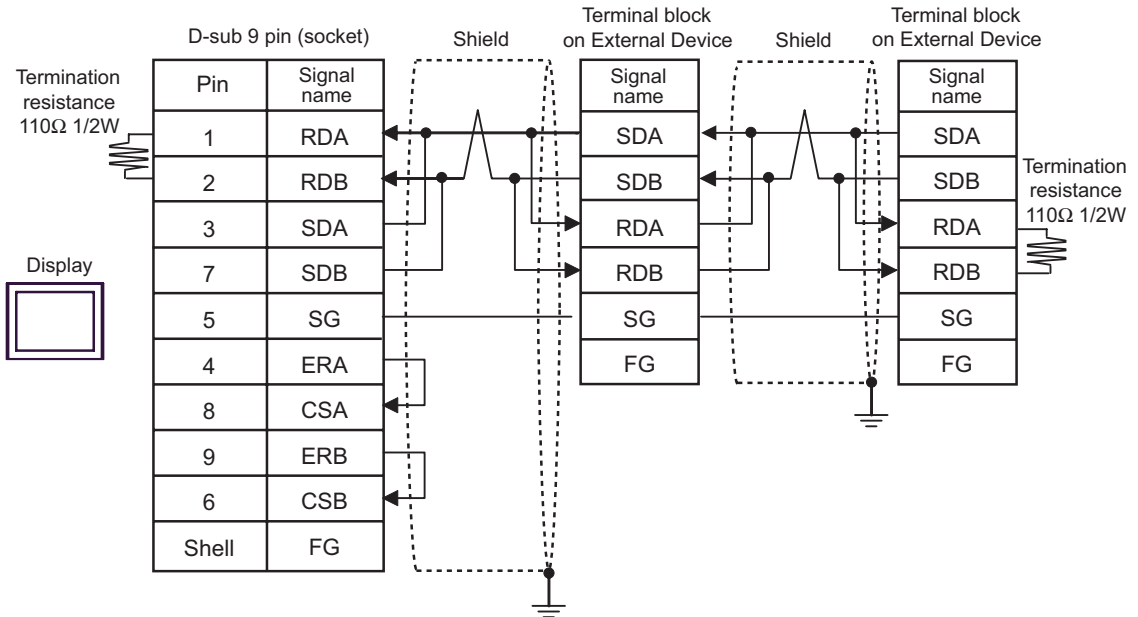 Terminal block
on External Device
Terminal block
on External Device
D-sub 9 pin (socket)
Shield
Shield
Termination
resistance
110Ω 1/2W
Pin
Signal
name
1
RDA
2
RDB
3
SDA
7
SDB
5
SG
4
ERA
8
CSA
9
ERB
6
CSB
Shell
FG
Display
Signal
name
SDA
SDB
RDA
RDB
SG
FG
Signal
name
SDA
SDB
RDA
RDB
SG
FG
Termination
resistance
110Ω 1/2W